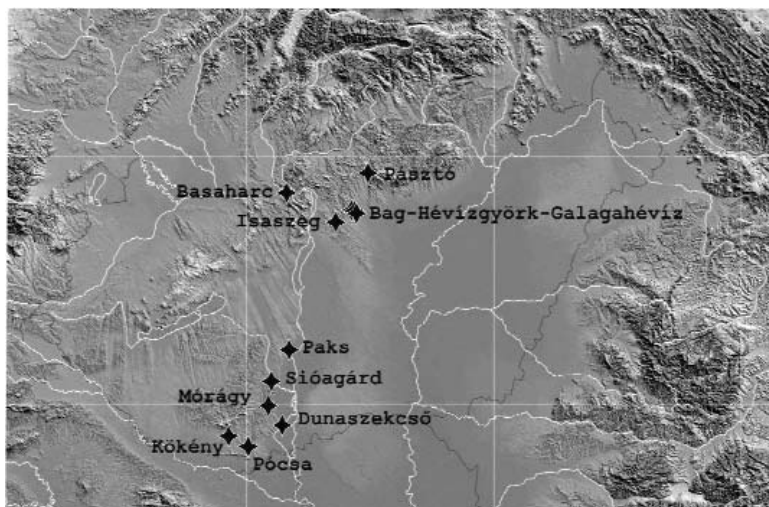 Pásztó
Basaharc
Bag-Hévízgyörk-Galagahévíz
Isaszeg
Paks
Sióagárd
Mórágy
Dunaszekcső
Kökény
Pócsa